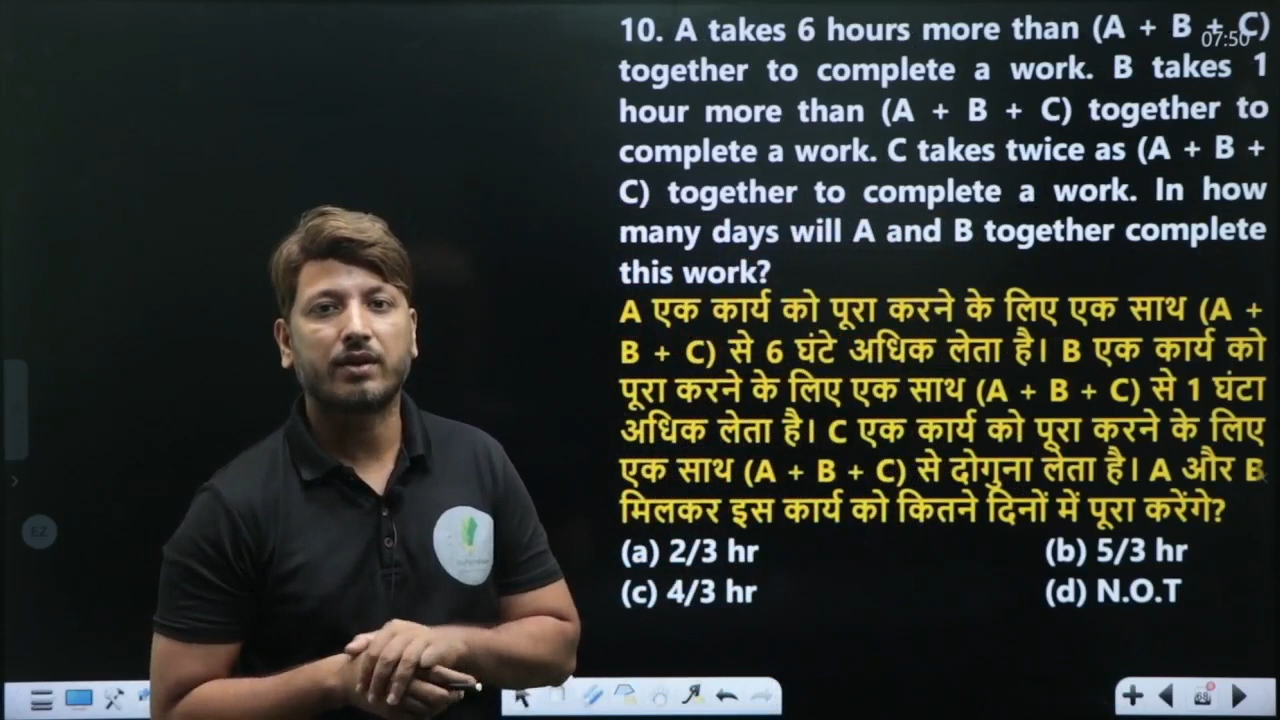 10. A takes 6 hours more than (A + B + C)
07:50
together to complete a work. B takes 1
hour more than (A + B + C) together to
complete a work. C takes twice as (A + B +
C) together to complete a work. In how
many days will A and B together complete
this work?
A एक कार्य को पूरा करने के लिए एक साथ (A +
B + C) से 6 घंटे अधिक लेता है। B एक कार्य को
पूरा करने के लिए एक साथ (A + B + C) से 1 घंटा
अधिक लेता है। C एक कार्य को पूरा करने के लिए
एक साथ (A + B + C) से दोगुना लेता है। A और B
मिलकर इस कार्य को कितने दिनों में पूरा करेंगे?
(a) 2/3 hr (b) 5/3 hr
(c) 4/3 hr (d) N.O.T
EZ